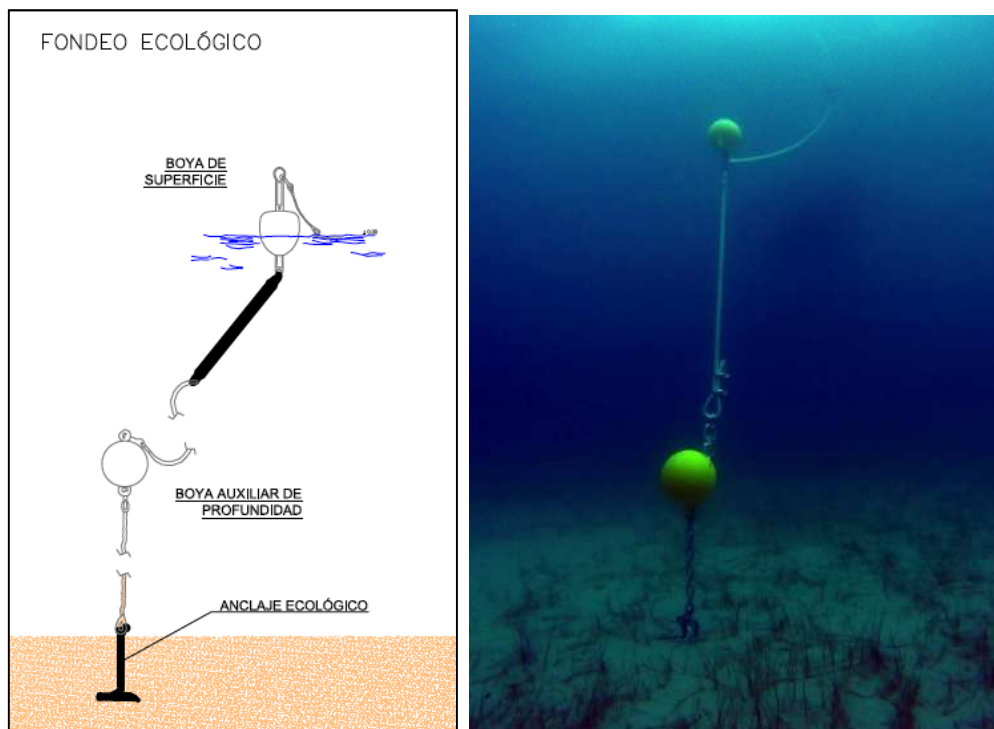 FONDEO ECOLÓGICO
BOYA DE
SUPERFICIE
BOYA AUXILIAR DE
PROFUNDIDAD
ANCLAJE ECOLÓGICO